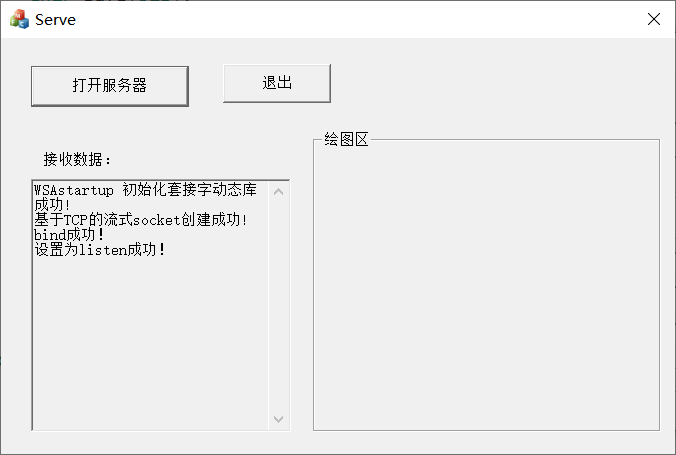 Serve
打开服务器
退出
接收数据：
绘图区
WSAstartup 初始化套接字动态库
成功!
基于TCP的流式socket创建成功!
bind成功!
设置为listen成功!